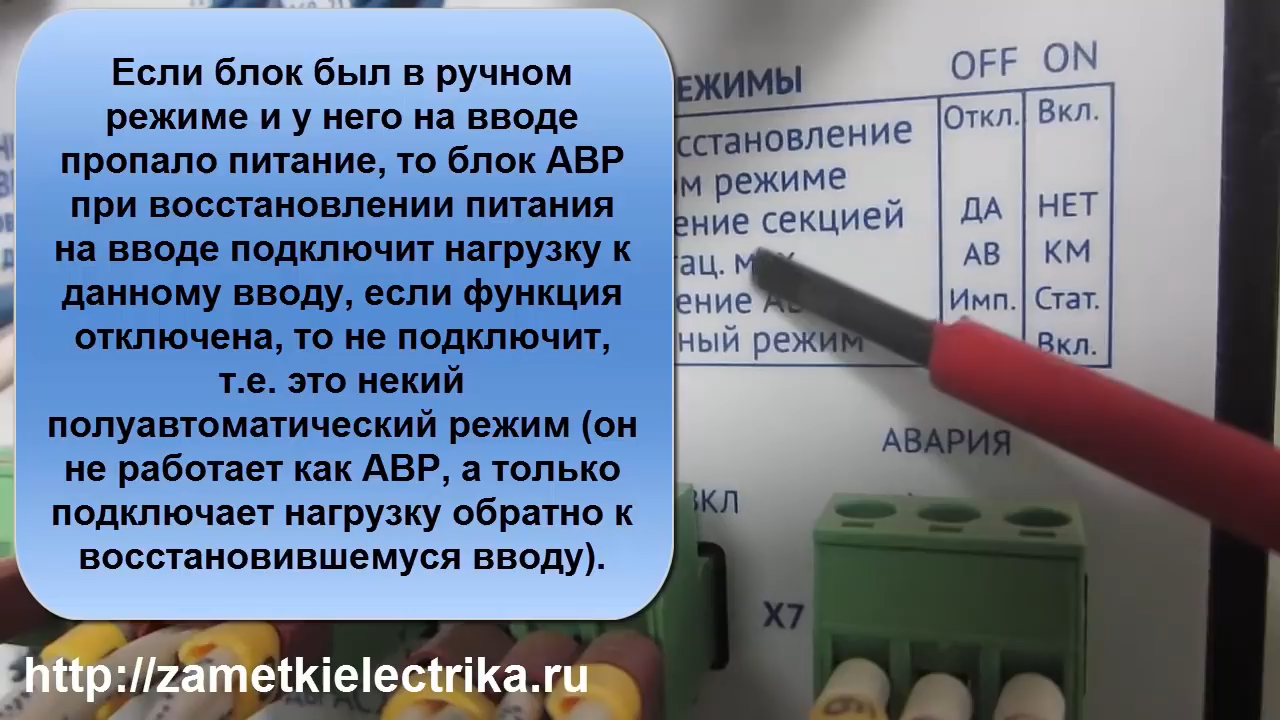 Если блок был в ручном
режиме и у него на вводе
пропало питание, то блок АВР
при восстановлении питания
на вводе подключит нагрузку к
данному вводу, если функция
отключена, то не подключит,
т.е. это некий
полуавтоматический режим (он
не работает как АВР, а только
подключает нагрузку обратно к
восстановившемуся вводу).
ЕЖИМЫ OFF ON
сстановление Откл. Вкл.
ом режиме
ение секцией ДА НЕТ
тац. АВ КМ
ение Имп. Стат.
ный режим Вкл.
АВАРИЯ
ВКЛ
X7
http://zametkielectrika.ru